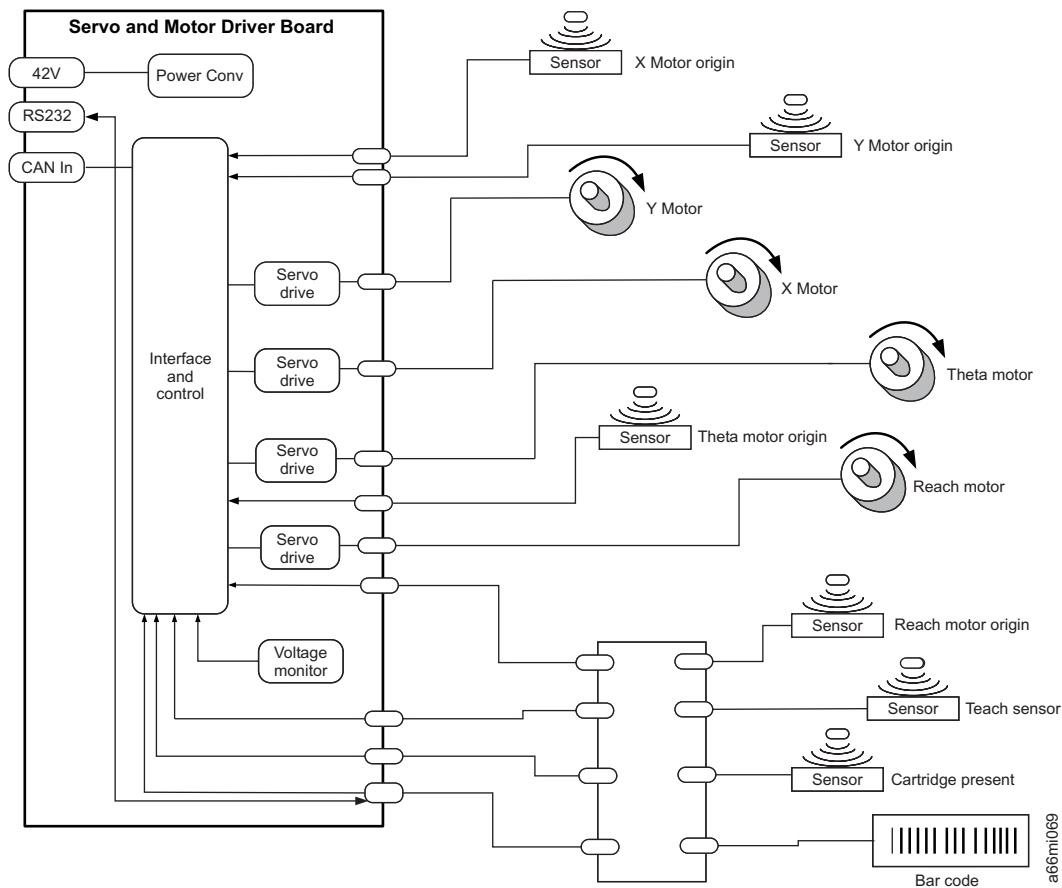 Servo and Motor Driver Board
42V
Power Conv
RS232
CAN In
Sensor
X Motor origin
Sensor
Y Motor origin
Y Motor
Servo
drive
X Motor
Interface
and
control
Servo
drive
Theta motor
Sensor
Theta motor origin
Servo
drive
Reach motor
Servo
drive
Sensor
Reach motor origin
Voltage
monitor
Sensor
Teach sensor
Sensor
Cartridge present
Bar code
a66mi069